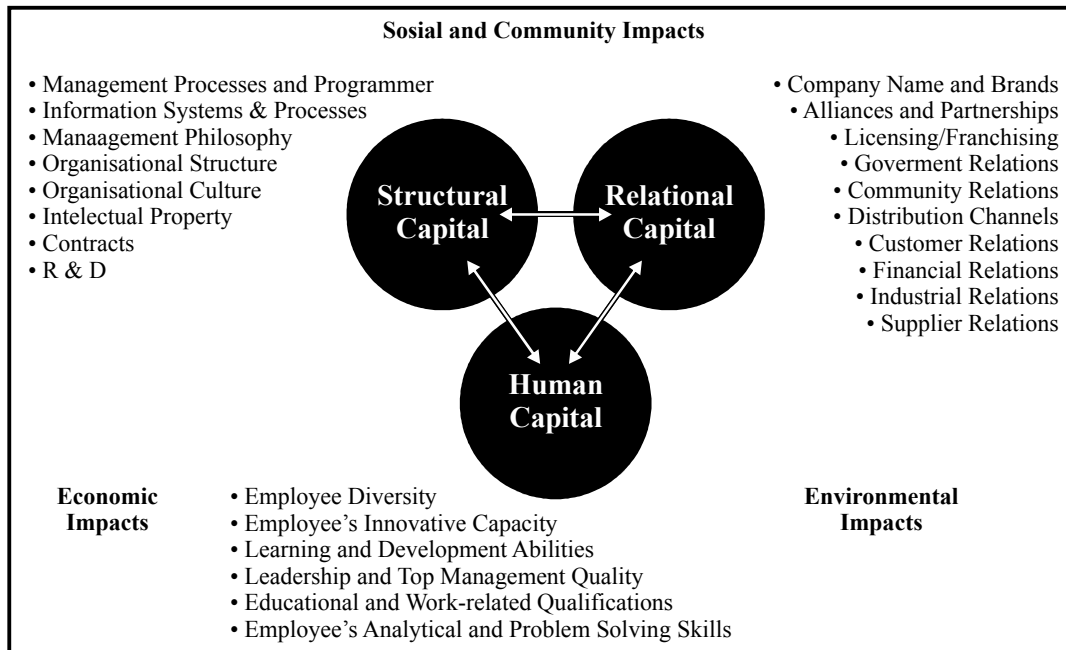 Sosial and Community Impacts
• Management Processes and Programmer
• Information Systems & Processes
• Manaagement Philosophy
• Organisational Structure
• Organisational Culture
• Intelectual Property
• Contracts
• R & D
• Company Name and Brands
• Alliances and Partnerships
• Licensing/Franchising
• Goverment Relations
• Community Relations
• Distribution Channels
• Customer Relations
• Financial Relations
• Industrial Relations
• Supplier Relations
Structural
Capital
Relational
Capital
Human
Capital
Economic
Impacts
• Employee Diversity
• Employee’s Innovative Capacity
• Learning and Development Abilities
• Leadership and Top Management Quality
• Educational and Work-related Qualifications
• Employee’s Analytical and Problem Solving Skills
Environmental
Impacts